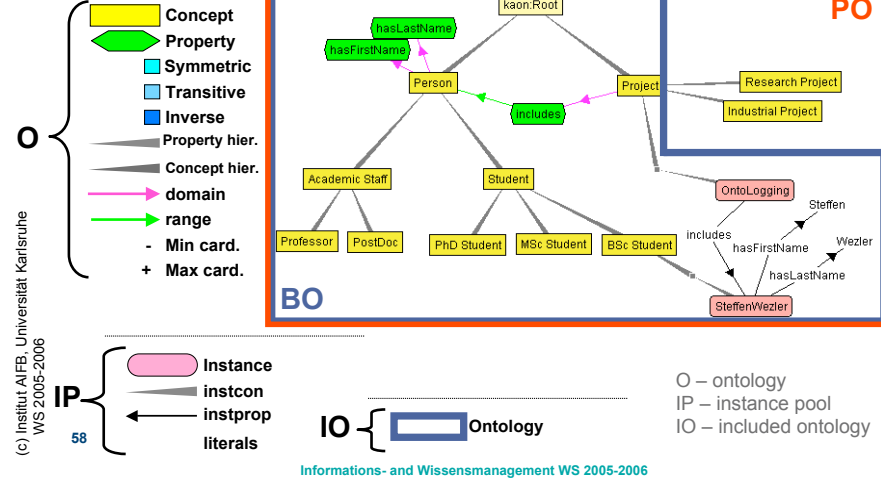 Concept
Property
Symmetric
Transitive
Inverse
Property hier.
Concept hier.
domain
range
- Min card.
+ Max card.
O
kaon:Root
PO
hasLastName
hasFirstName
Person
Project
Research Project
Industrial Project
includes
Academic Staff
Student
OntoLogging
Steffen
includes
hasFirstName
Wezler
hasLastName
Professor
PostDoc
PhD Student
MSc Student
BSc Student
SteffenWezler
BO
(c) Institut AIFB, Universität Karlsruhe
WS 2005-2006
58
IP
Instance
instcon
instprop
literals
IO
Ontology
O – ontology
IP – instance pool
IO – included ontology
Informations- and Wissensmanagement WS 2005-2006